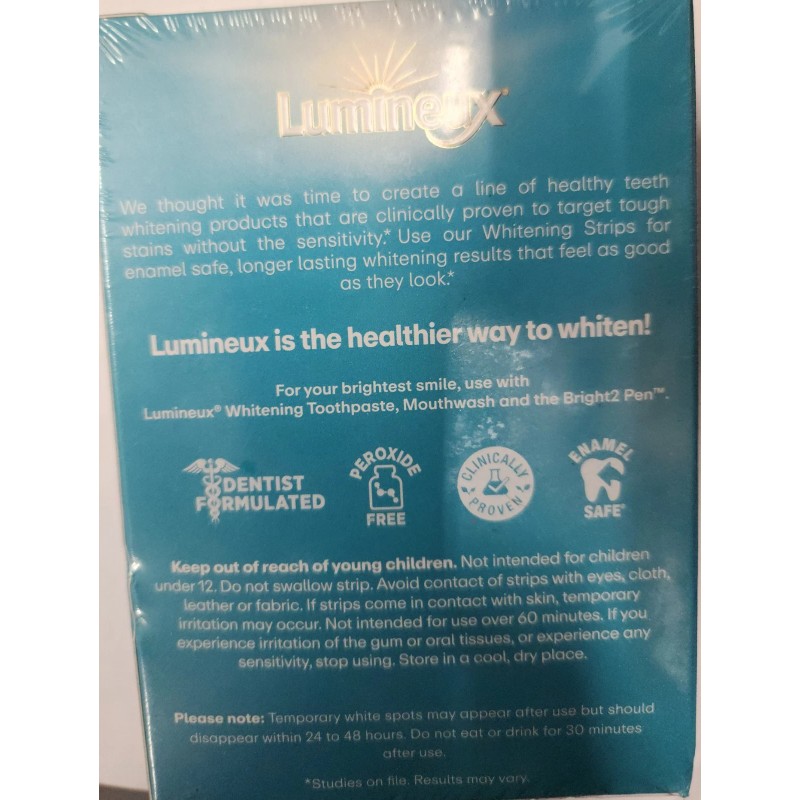 Lumineux
We thought it was time to create a line of healthy teeth
whitening products that are clinically proven to target tough
stains without the sensitivity.* Use our Whitening Strips for
enamel safe, longer lasting whitening results that feel as good
as they look.*
Lumineux is the healthier way to whiten!
For your brightest smile, use with
Lumineux® Whitening Toothpaste, Mouthwash and the Bright2 Pen™.
DENTIST
FORMULATED
PEROXIDE
FREE
CLINICALLY
PROVEN
ENAMEL
SAFE*
Keep out of reach of young children. Not intended for children
under 12. Do not swallow strip. Avoid contact of strips with eyes, cloth,
leather or fabric. If strips come in contact with skin, temporary
irritation may occur. Not intended for use over 60 minutes. If you
experience irritation of the gum or oral tissues, or experience any
sensitivity, stop using. Store in a cool, dry place.
Please note: Temporary white spots may appear after use but should
disappear within 24 to 48 hours. Do not eat or drink for 30 minutes
after use.
*Studies on file. Results may vary.